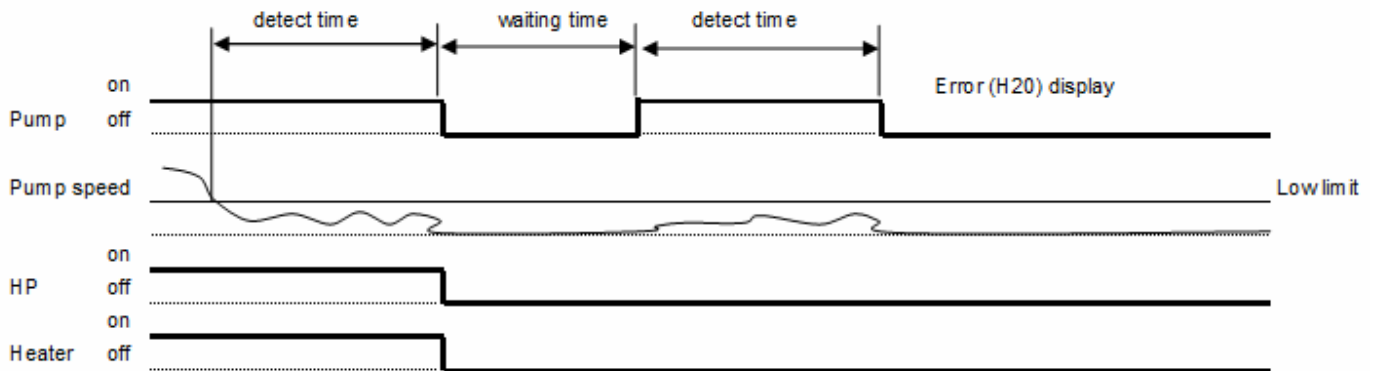 detect time waiting time detect time
on Error (H20) display
Pump off
Pump speed Low limit
on
HP off
on
Heater off